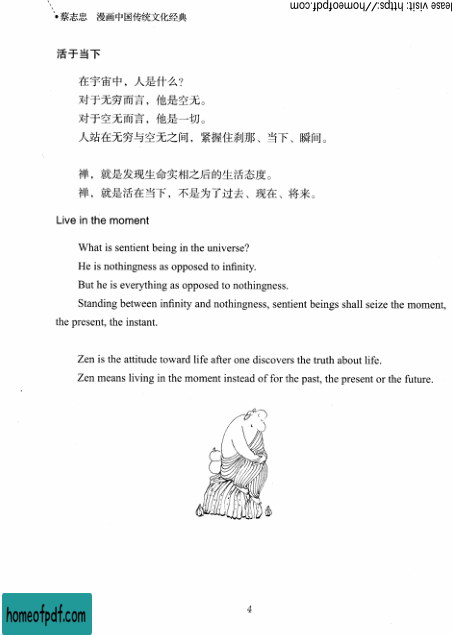 蔡志忠 漫画中国传统文化经典
ease visit: https://homeofpdf.com
活于当下
在宇宙中，人是什么？
对于无穷而言，他是空无。
对于空无而言，他是一切。
人站在无穷与空无之间，紧握住刹那、当下、瞬间。
禅，就是发现生命实相之后的生活态度。
禅，就是活在当下，不是为了过去、现在、将来。
Live in the moment
What is sentient being in the universe?
He is nothingness as opposed to infinity.
But he is everything as opposed to nothingness.
Standing between infinity and nothingness, sentient beings shall seize the moment,
the present, the instant.
Zen is the attitude toward life after one discovers the truth about life.
Zen means living in the moment instead of for the past, the present or the future.
4
homeofpdf.com